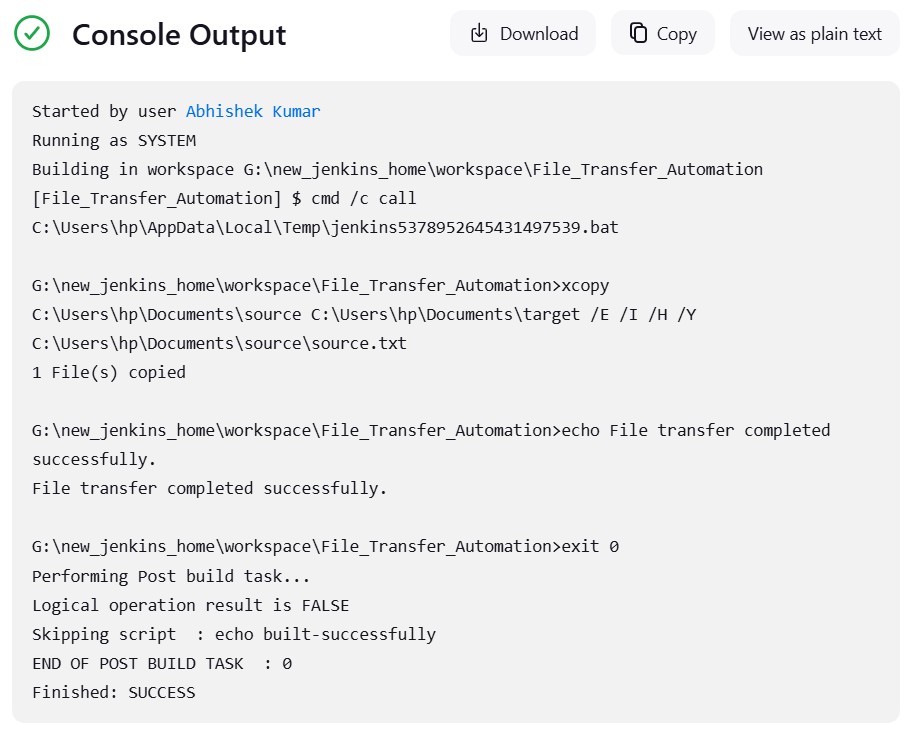 Console Output
Download
Copy
View as plain text
Started by user Abhishek Kumar
Running as SYSTEM
Building in workspace G:\new_jenkins_home\workspace\File_Transfer_Automation
[File_Transfer_Automation] $ cmd /c call
C:\Users\hp\AppData\Local\Temp\jenkins5378952645431497539.bat
G:\new_jenkins_home\workspace\File_Transfer_Automation>xcopy
C:\Users\hp\Documents\source C:\Users\hp\Documents\target /E /I /H /Y
C:\Users\hp\Documents\source\source.txt
1 File(s) copied
G:\new_jenkins_home\workspace\File_Transfer_Automation>echo File transfer completed
successfully.
File transfer completed successfully.
G:\new_jenkins_home\workspace\File_Transfer_Automation>exit 0
Performing Post build task...
Logical operation result is FALSE
Skipping script  : echo built-successfully
END OF POST BUILD TASK  : 0
Finished: SUCCESS